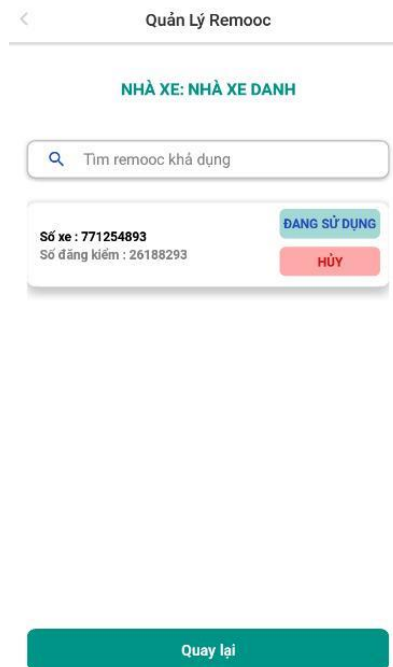 Quản Lý Remooc
NHÀ XE: NHÀ XE DANH
Tìm remooc khả dụng
Số xe : 771254893
Số đăng kiểm : 26188293
ĐANG SỬ DỤNG
HỦY
Quay lại